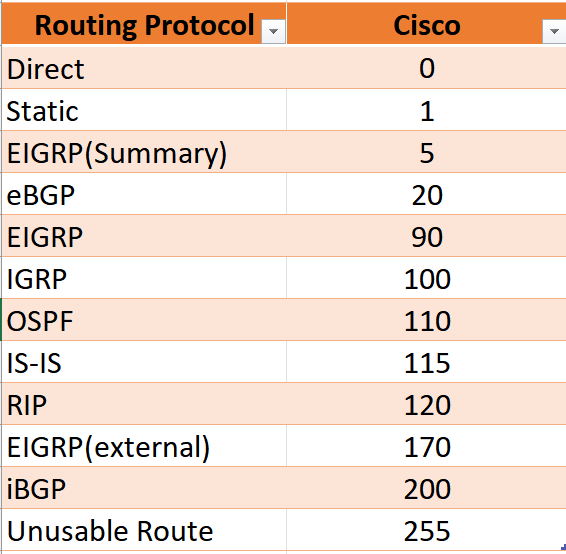 Routing Protocol Cisco
Direct 0
Static 1
EIGRP(Summary) 5
eBGP 20
EIGRP 90
IGRP 100
OSPF 110
IS-IS 115
RIP 120
EIGRP(external) 170
iBGP 200
Unusable Route 255